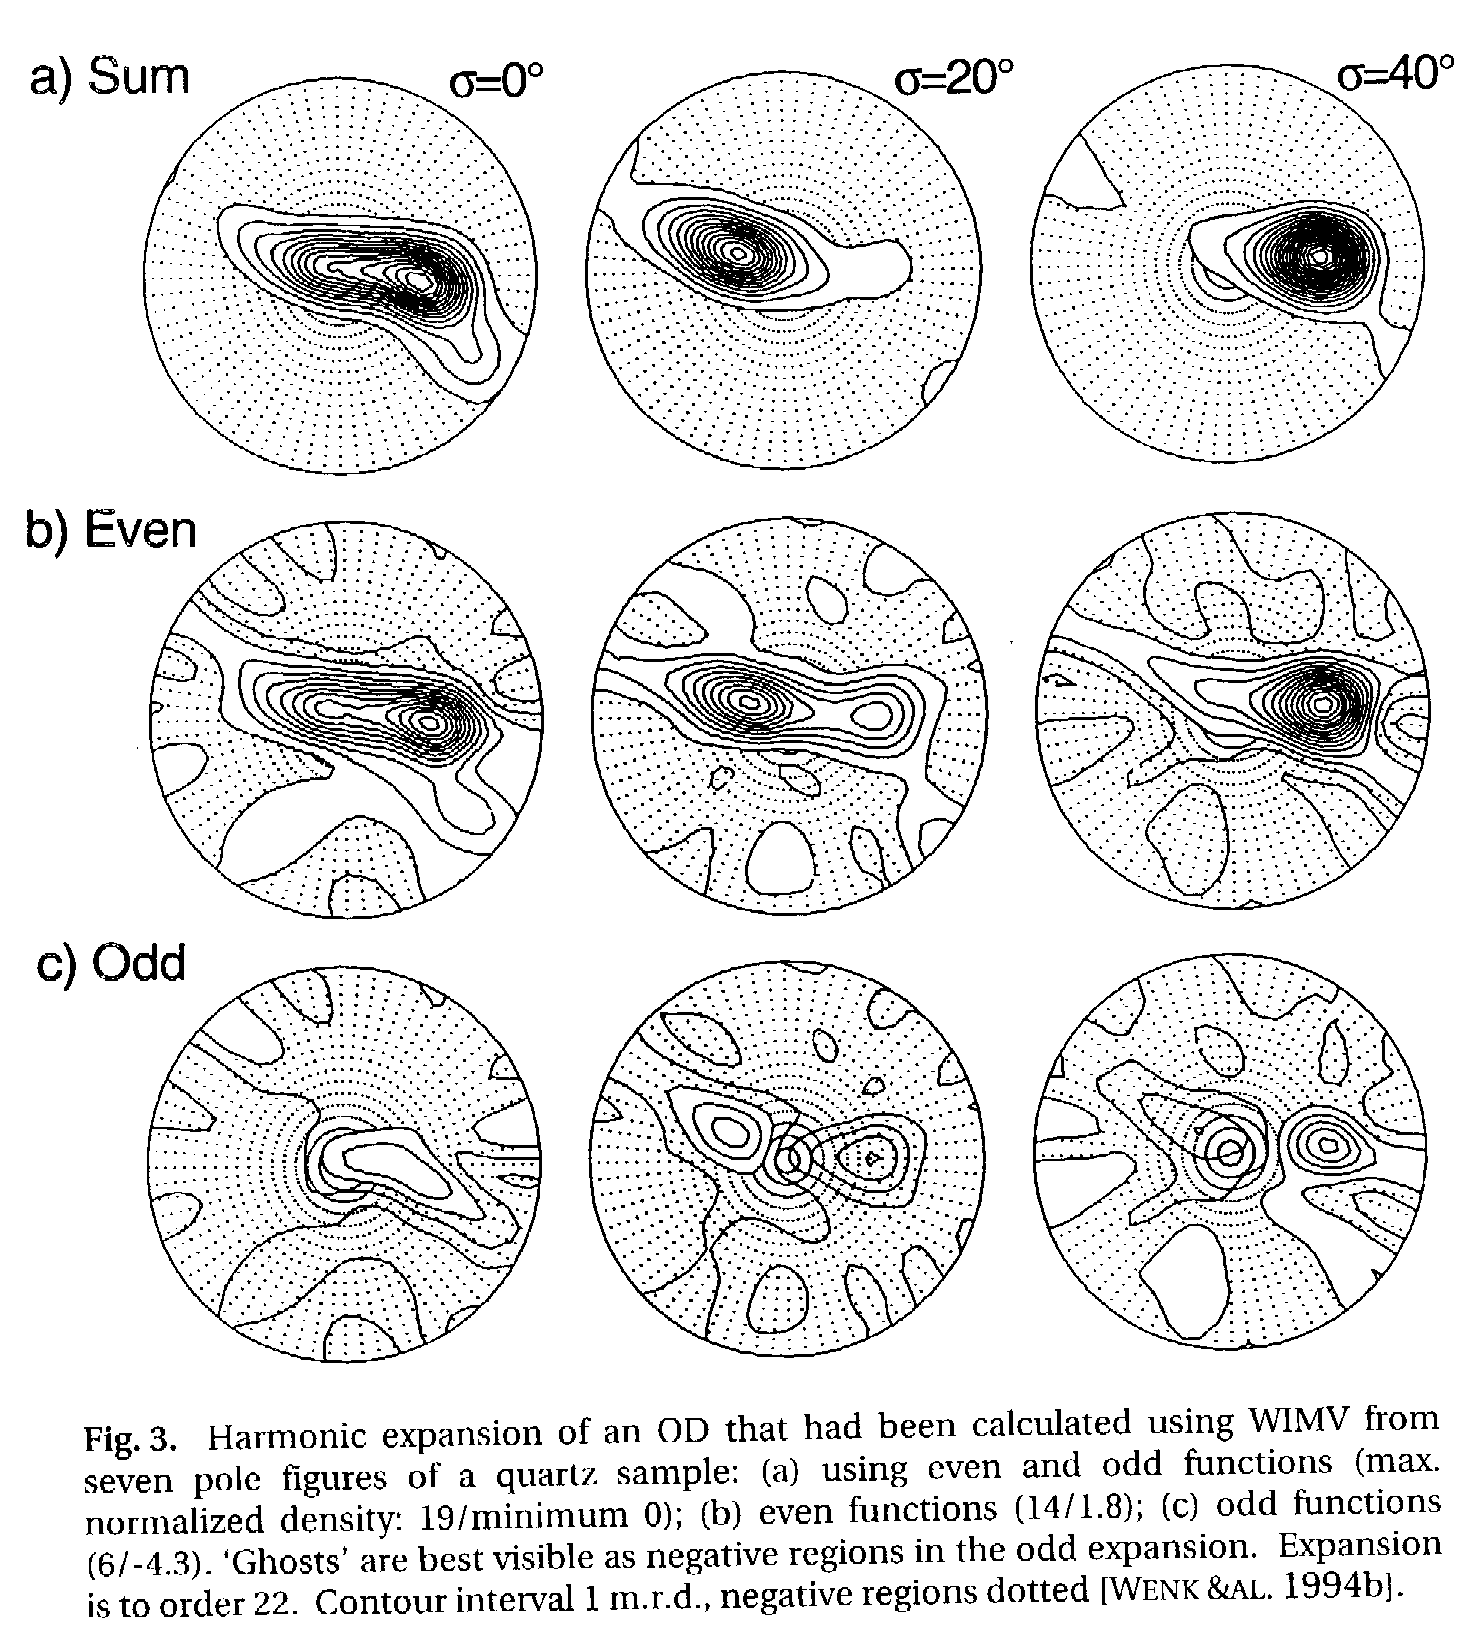 a) Sum σ=0° σ=20° σ=40°
b) Even
c) Odd
Fig. 3. Harmonic expansion of an OD that had been calculated using WIMV from
seven pole figures of a quartz sample: (a) using even and odd functions (max.
normalized density: 19/minimum 0); (b) even functions (14/1.8); (c) odd functions
(6/-4.3). ‘Ghosts’ are best visible as negative regions in the odd expansion. Expansion
is to order 22. Contour interval 1 m.r.d., negative regions dotted [WENK &AL. 1994b].